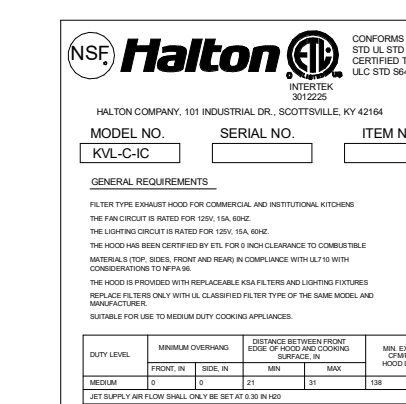 NSF
Halton
ETL
CONFORMS
STD UL STD
CERTIFIED T
ULC STD S64
INTERTEK
3012225
HALTON COMPANY, 101 INDUSTRIAL DR., SCOTTSVILLE, KY 42164
MODEL NO. SERIAL NO. ITEM N
KVL-C-IC
GENERAL REQUIREMENTS
FILTER TYPE EXHAUST HOOD FOR COMMERCIAL AND INSTITUTIONAL KITCHENS
THE FAN CIRCUIT IS RATED FOR 125V, 15A, 60HZ.
THE LIGHTING CIRCUIT IS RATED FOR 125V, 15A, 60HZ.
THE HOOD HAS BEEN CERTIFIED BY ETL FOR 0 INCH CLEARANCE TO COMBUSTIBLE
MATERIALS (TOP, SIDES, FRONT AND REAR) IN COMPLIANCE WITH UL710 WITH
CONSIDERATIONS TO NFPA 96.
THE HOOD IS PROVIDED WITH REPLACEABLE KSA FILTERS AND LIGHTING FIXTURES
REPLACE FILTERS ONLY WITH UL CLASSIFIED FILTER TYPE OF THE SAME MODEL AND
MANUFACTURER.
SUITABLE FOR USE TO MEDIUM DUTY COOKING APPLIANCES.
DUTY LEVEL
MINIMUM OVERHANG
DISTANCE BETWEEN FRONT
EDGE OF HOOD AND COOKING
SURFACE, IN
MIN. EX
CFM/
HOOD L
FRONT, IN SIDE, IN MIN MAX
MEDIUM 0 0 21 31 138
JET SUPPLY AIR FLOW SHALL ONLY BE SET AT 0.30 IN H20